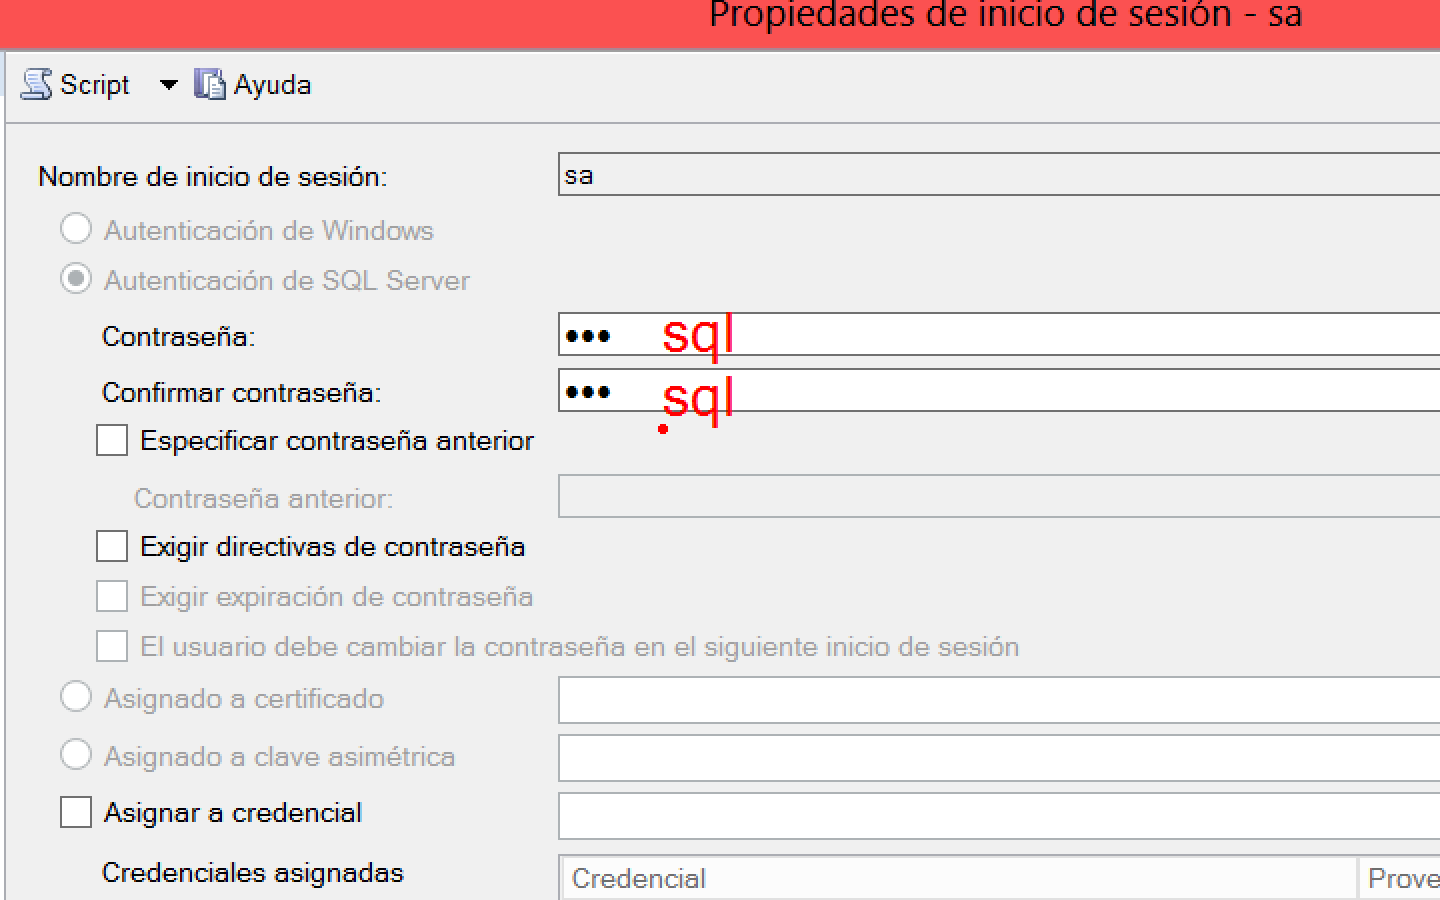 Propiedades de inicio de sesión - sa
Script Ayuda
Nombre de inicio de sesión: sa
Autenticación de Windows
Autenticación de SQL Server
Contraseña: ●●● sql
Confirmar contraseña: ●●● sql
Especificar contraseña anterior
Contraseña anterior:
Exigir directivas de contraseña
Exigir expiración de contraseña
El usuario debe cambiar la contraseña en el siguiente inicio de sesión
Asignado a certificado
Asignado a clave asimétrica
Asignar a credencial
Credenciales asignadas Credencial Prove